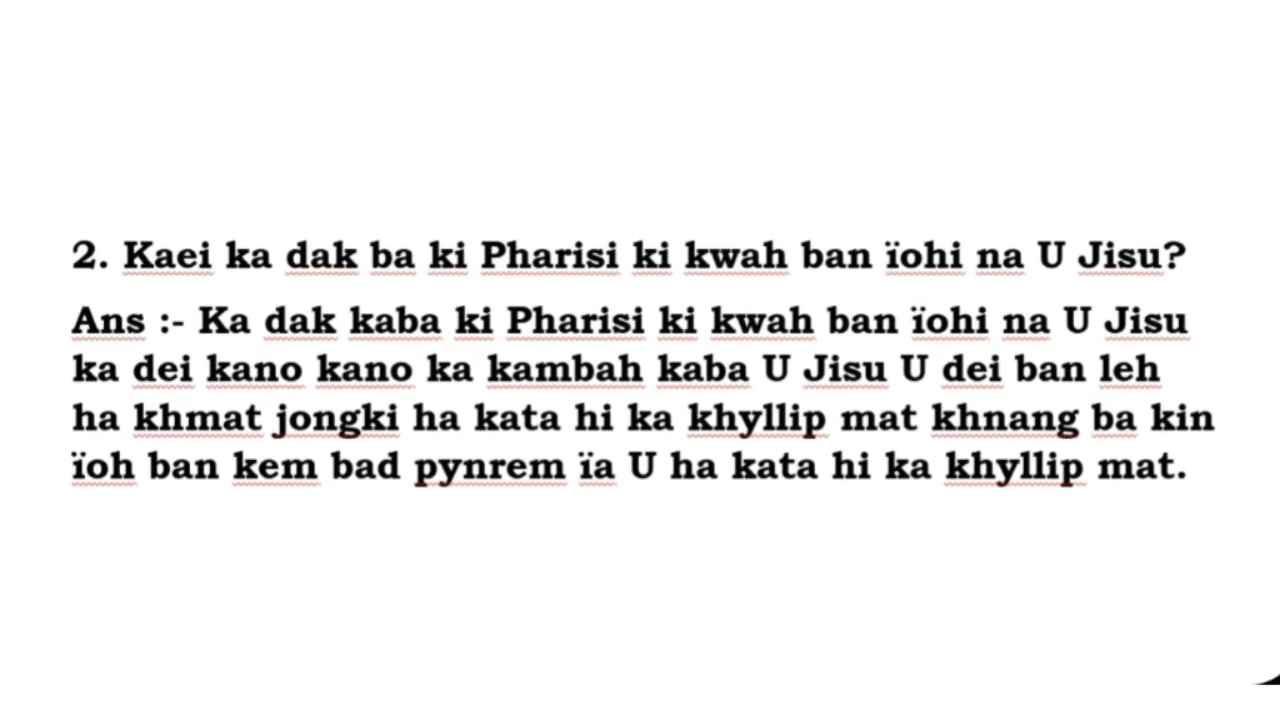 2. Kaei ka dak ba ki Pharisi ki kwah ban ïohi na U Jisu?
Ans :- Ka dak kaba ki Pharisi ki kwah ban ïohi na U Jisu
ka dei kano kano ka kambah kaba U Jisu U dei ban leh
ha khmat jongki ha kata hi ka khyllip mat khnang ba kin
ïoh ban kem bad pynrem ïa U ha kata hi ka khyllip mat.